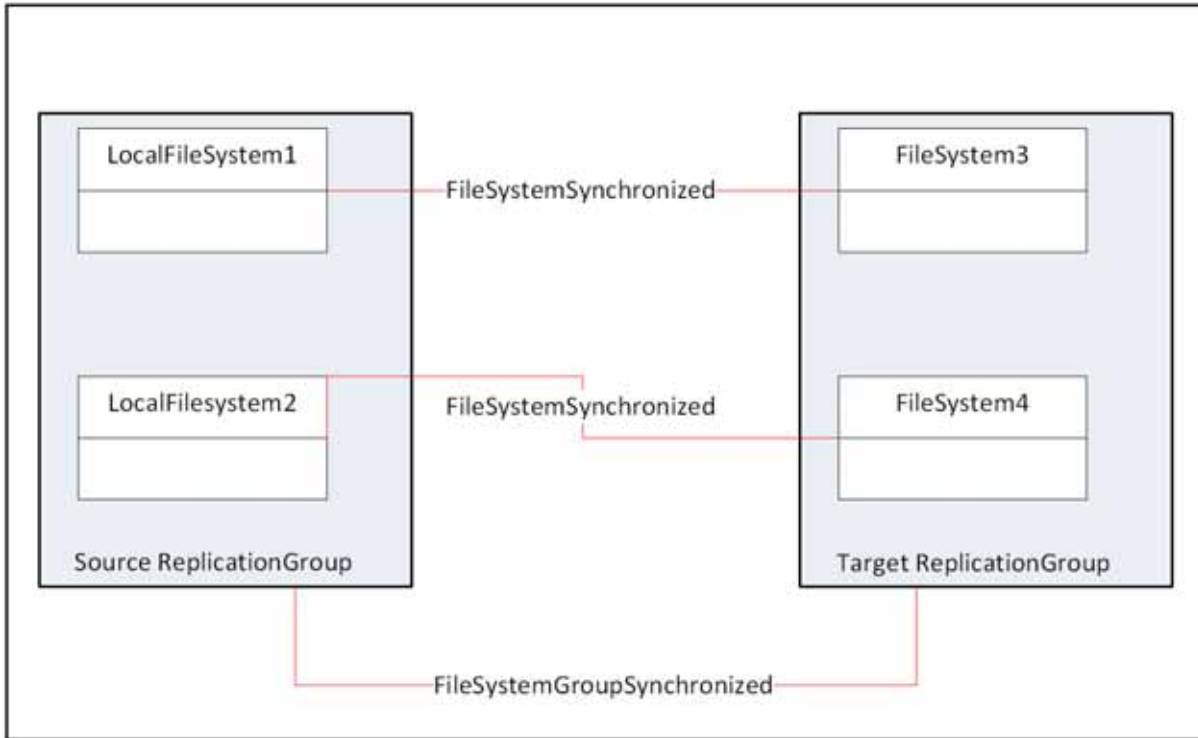 LocalFileSystem1
FileSystemSynchronized
FileSystem3
LocalFilesystem2
FileSystemSynchronized
FileSystem4
Source ReplicationGroup
Target ReplicationGroup
FileSystemGroupSynchronized